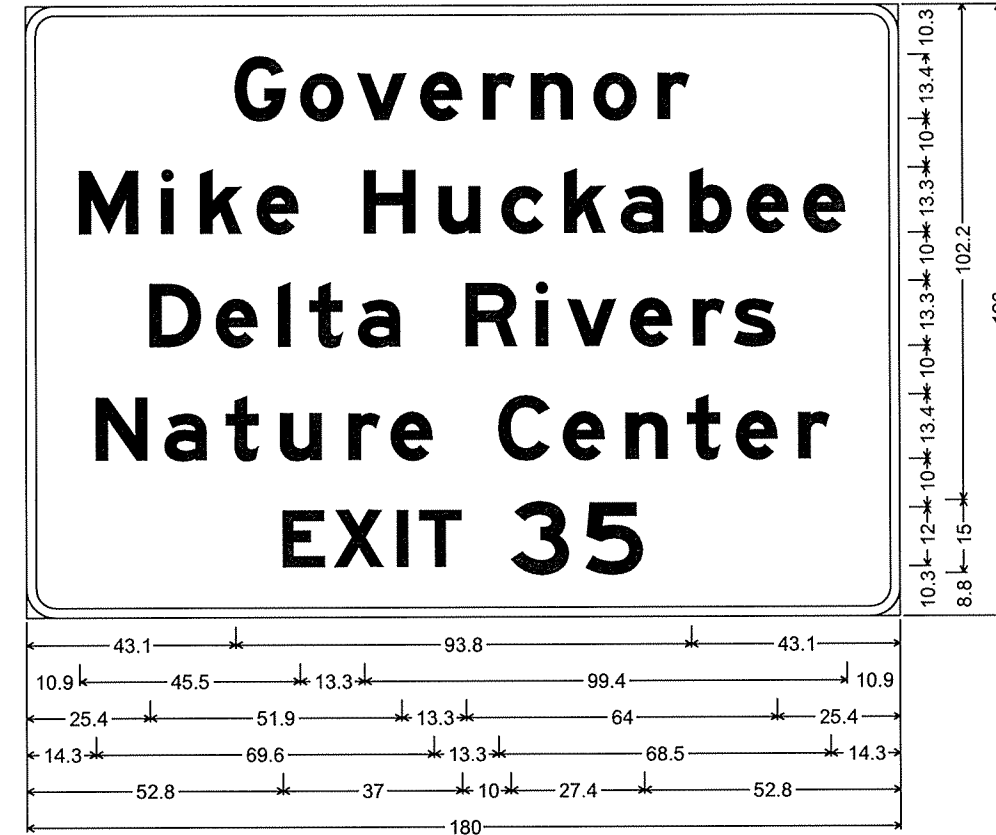 Governor
Mike Huckabee
Delta Rivers
Nature Center
EXIT 35
10.3
13.4
10
13.3
10
13.3
10
13.4
10
12
10.3
102.2
15
8.8
43.1 93.8 43.1
10.9 45.5 13.3 99.4 10.9
25.4 51.9 13.3 64 25.4
14.3 69.6 13.3 68.5 14.3
52.8 37 10 27.4 52.8
180